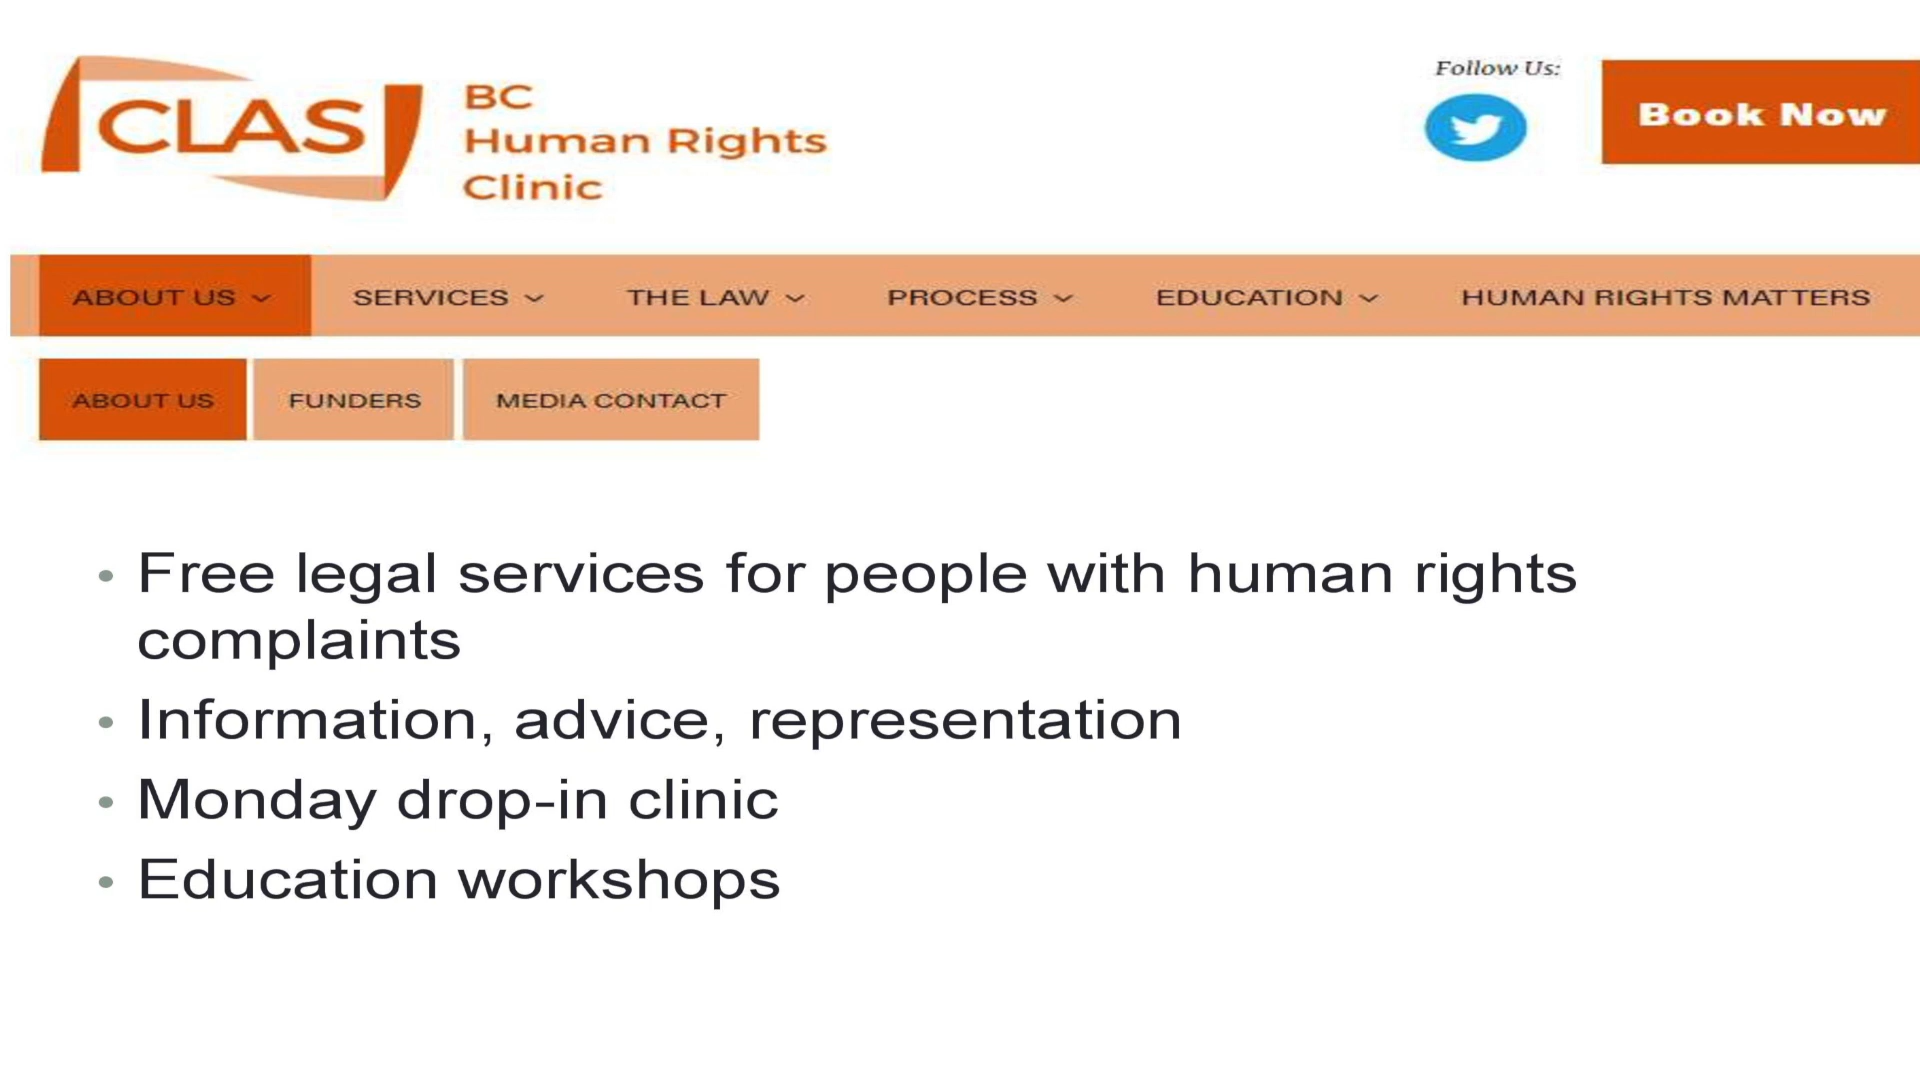 CLAS
BC
Human Rights
Clinic
Follow Us:
Book Now
ABOUT US
SERVICES
THE LAW
PROCESS
EDUCATION
HUMAN RIGHTS MATTERS
ABOUT US
FUNDERS
MEDIA CONTACT
• Free legal services for people with human rights
complaints
• Information, advice, representation
• Monday drop-in clinic
• Education workshops